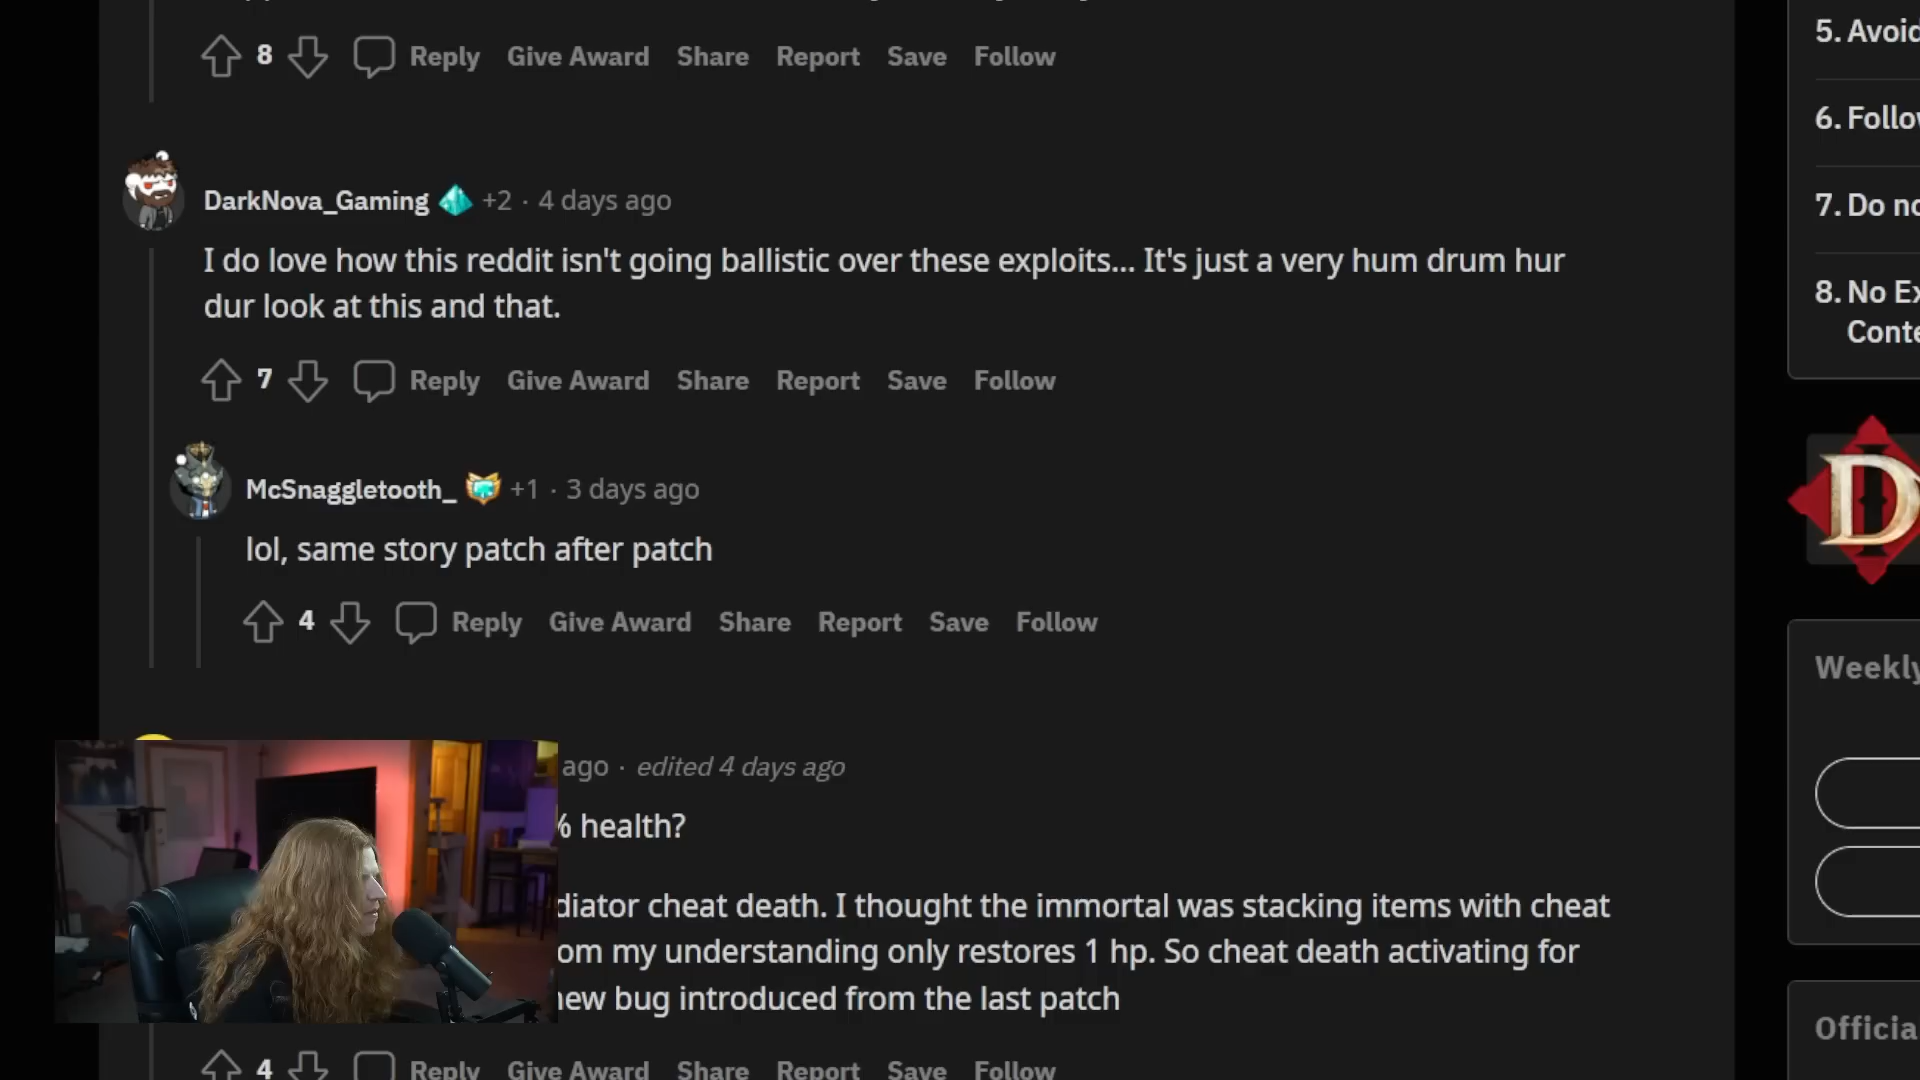 8 Reply Give Award Share Report Save Follow
DarkNova_Gaming +2 · 4 days ago
I do love how this reddit isn't going ballistic over these exploits... It's just a very hum drum hur
dur look at this and that.
7 Reply Give Award Share Report Save Follow
McSnaggletooth_ +1 · 3 days ago
lol, same story patch after patch
4 Reply Give Award Share Report Save Follow
ago · edited 4 days ago
% health?
diator cheat death. I thought the immortal was stacking items with cheat
om my understanding only restores 1 hp. So cheat death activating for
new bug introduced from the last patch
4 Reply Give Award Share Report Save Follow
5. Avoid
6. Follow
7. Do no
8. No Ex
Conte
D
Weekly
Officia